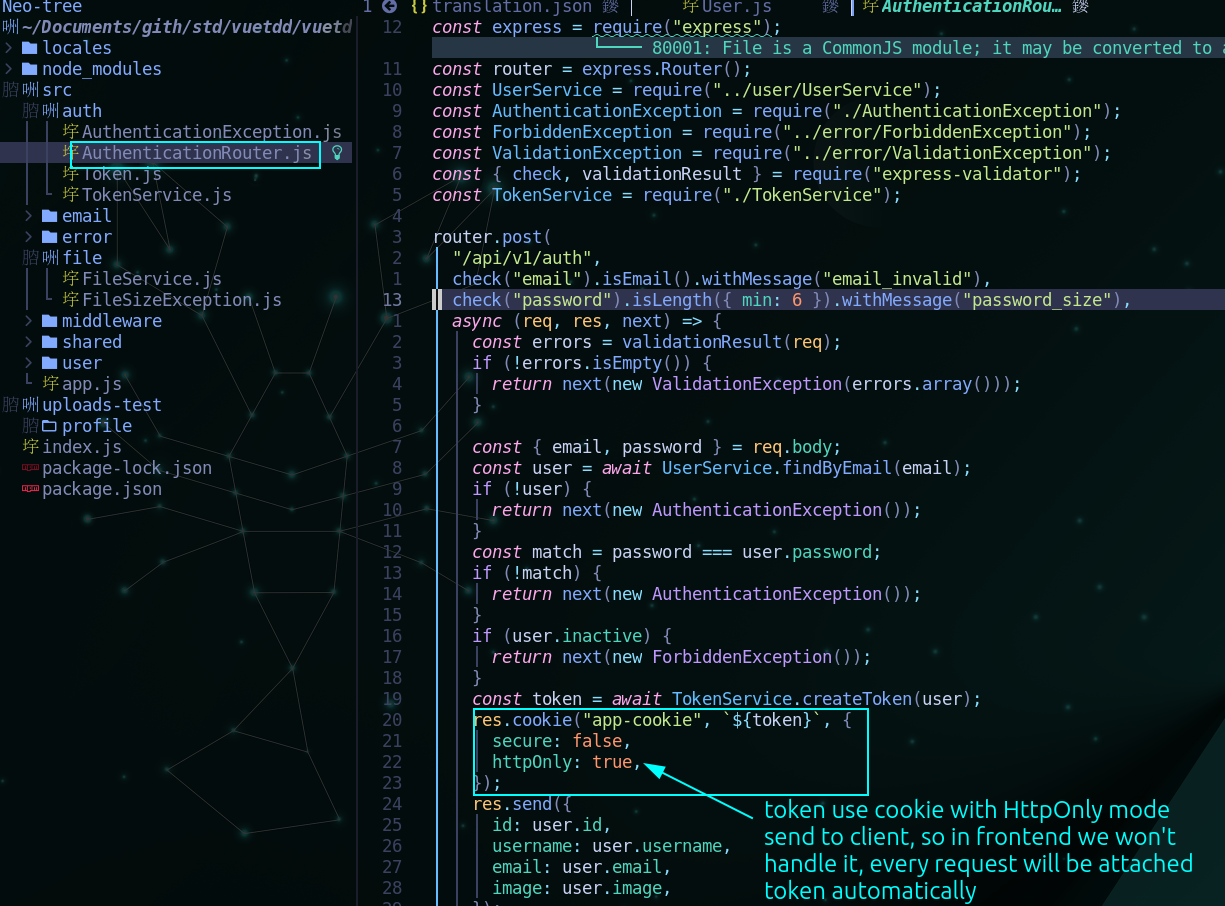 Neo-tree
~/Documents/gith/std/vuetdd/vuetd
locales
node_modules
src
auth
AuthenticationException.js
AuthenticationRouter.js
Token.js
TokenService.js
email
error
file
FileService.js
FileSizeException.js
middleware
shared
user
app.js
uploads-test
profile
index.js
package-lock.json
package.json
1 {} translation.json 鎫 | 㝉 User.js 鎫 㝉 AuthenticationRou… 鎫
12 const express = require("express");
80001: File is a CommonJS module; it may be converted to a
11 const router = express.Router();
10 const UserService = require("../user/UserService");
9 const AuthenticationException = require("./AuthenticationException");
8 const ForbiddenException = require("../error/ForbiddenException");
7 const ValidationException = require("../error/ValidationException");
6 const { check, validationResult } = require("express-validator");
5 const TokenService = require("./TokenService");
4
3 router.post(
2 "/api/v1/auth",
1 check("email").isEmail().withMessage("email_invalid"),
13 check("password").isLength({ min: 6 }).withMessage("password_size"),
1 async (req, res, next) => {
2 const errors = validationResult(req);
3 if (!errors.isEmpty()) {
4 return next(new ValidationException(errors.array()));
5 }
6
7 const { email, password } = req.body;
8 const user = await UserService.findByEmail(email);
9 if (!user) {
10 return next(new AuthenticationException());
11 }
12 const match = password === user.password;
13 if (!match) {
14 return next(new AuthenticationException());
15 }
16 if (user.inactive) {
17 return next(new ForbiddenException());
18 }
19 const token = await TokenService.createToken(user);
20 res.cookie("app-cookie", `${token}`, {
21 secure: false,
22 httpOnly: true,
23 });
24 res.send({
25 id: user.id,
26 username: user.username,
27 email: user.email,
28 image: user.image,
29 });
token use cookie with HttpOnly mode
send to client, so in frontend we won't
handle it, every request will be attached
token automatically